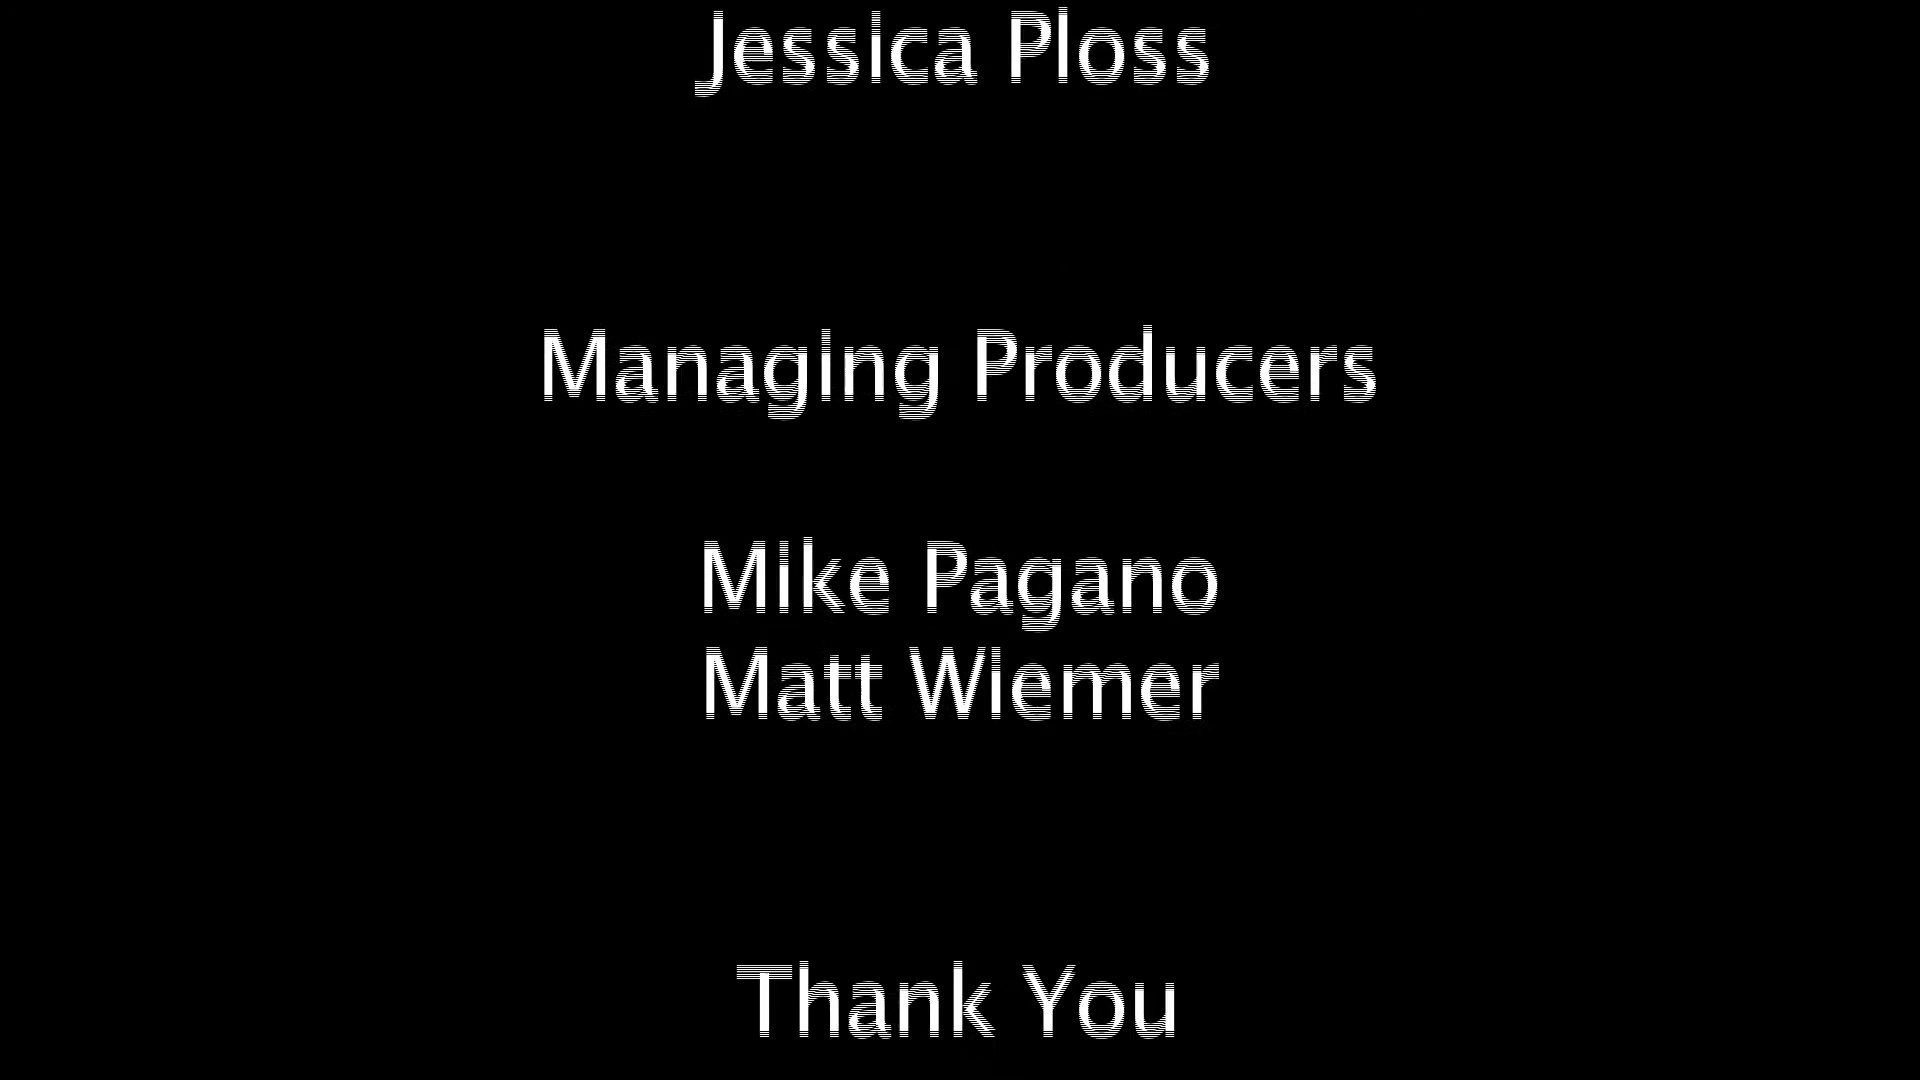 Jessica Ploss
Managing Producers
Mike Pagano
Matt Wiemer
Thank You